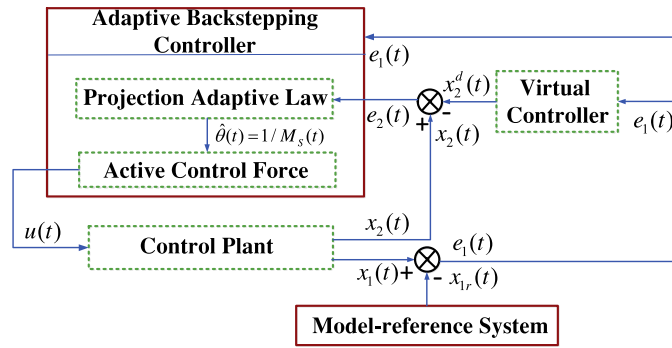 Adaptive Backstepping
Controller
e₁(t)
Projection Adaptive Law
e₂(t)
x₂ᵈ(t)
Virtual
Controller
e₁(t)
+
-
x₂(t)
θ̂(t)=1/M_S(t)
Active Control Force
u(t)
Control Plant
x₂(t)
x₁(t)
+
-
e₁(t)
x₁ᵣ(t)
Model-reference System